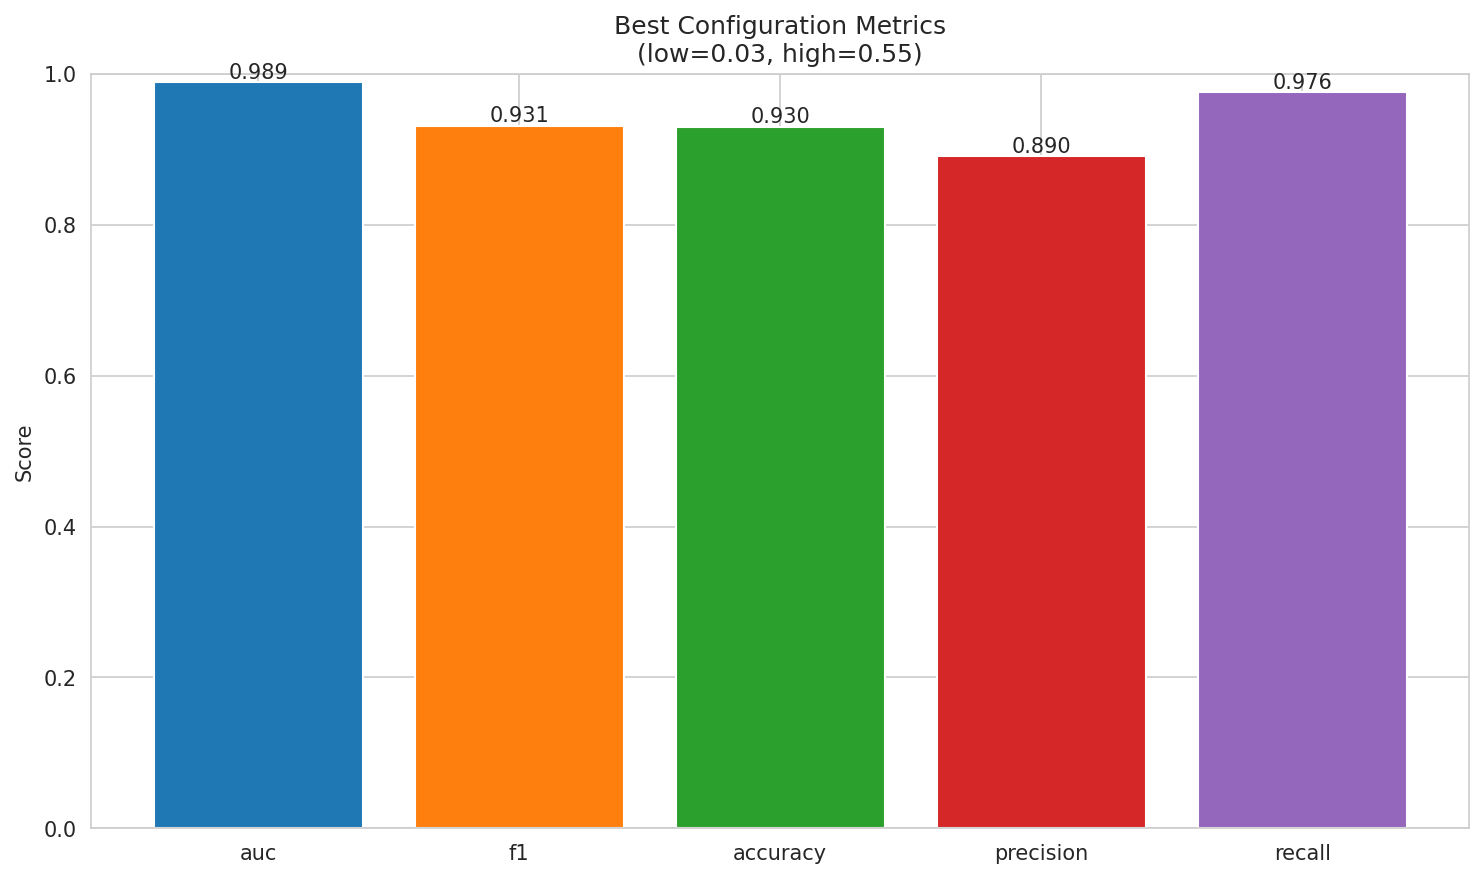 Best Configuration Metrics
(low=0.03, high=0.55)
1.0
0.8
0.6
0.4
0.2
0.0
Score
0.989
0.931
0.930
0.890
0.976
auc
f1
accuracy
precision
recall